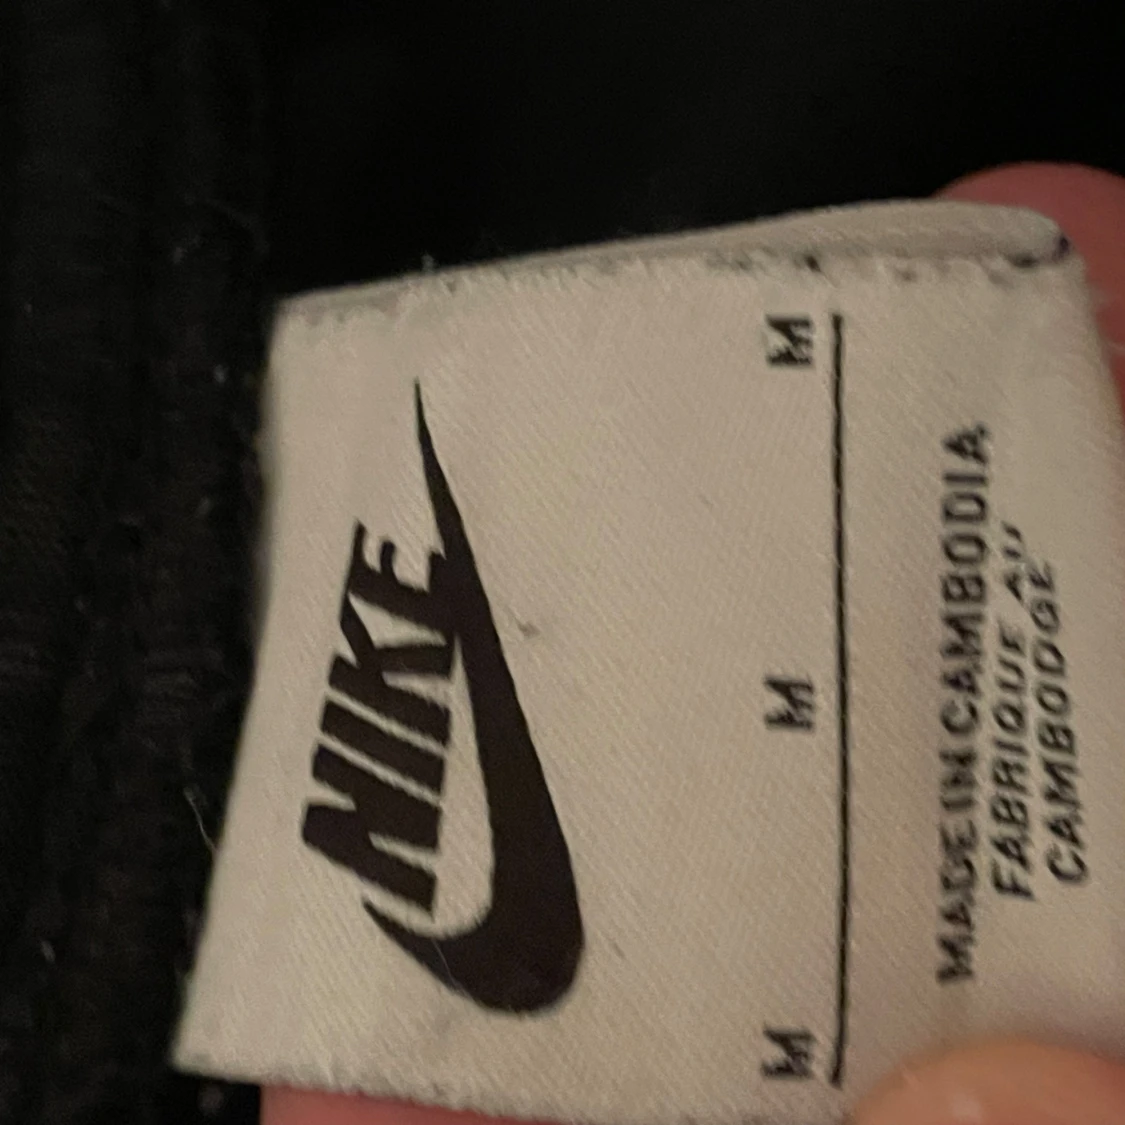 NIKE
M M M
MADE IN CAMBODIA
FABRIQUE AU
CAMBODGE